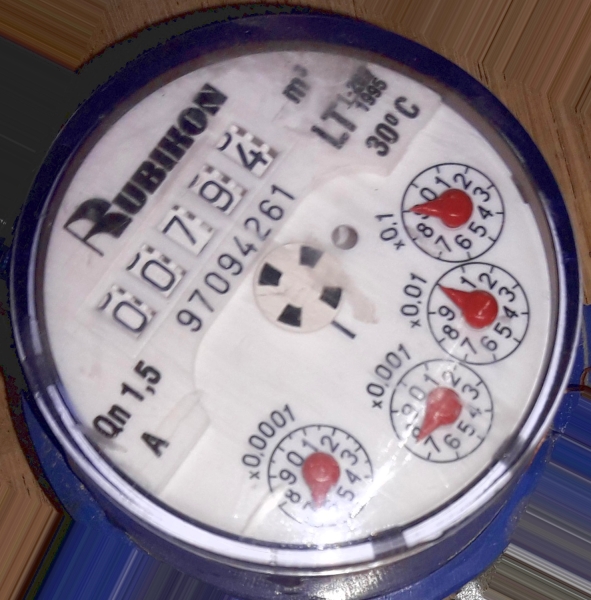 RUBIKON
m³
LT
1995
30° C
00794
97094261
Qn 1,5
A
x0,1
x0,01
x0,001
x0,0001